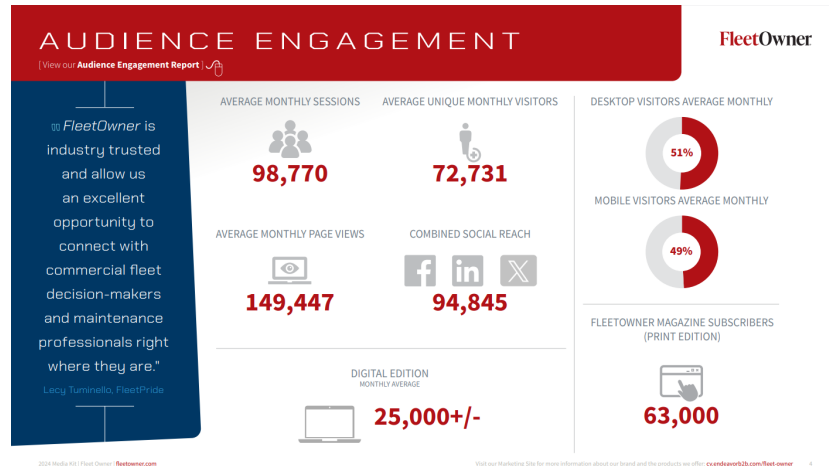 AUDIENCE ENGAGEMENT
[ View our Audience Engagement Report ]
FleetOwner
"FleetOwner is
industry trusted
and allow us
an excellent
opportunity to
connect with
commercial fleet
decision-makers
and maintenance
professionals right
where they are."
Lecy Tuminello, FleetPride
AVERAGE MONTHLY SESSIONS
98,770
AVERAGE UNIQUE MONTHLY VISITORS
72,731
AVERAGE MONTHLY PAGE VIEWS
149,447
COMBINED SOCIAL REACH
f in X
94,845
DIGITAL EDITION
MONTHLY AVERAGE
25,000+/-
DESKTOP VISITORS AVERAGE MONTHLY
51%
MOBILE VISITORS AVERAGE MONTHLY
49%
FLEETOWNER MAGAZINE SUBSCRIBERS
(PRINT EDITION)
63,000
2024 Media Kit | Fleet Owner | fleetowner.com
Visit our Marketing Site for more information about our brand and the products we offer: cv.endeavorb2b.com/fleet-owner 4